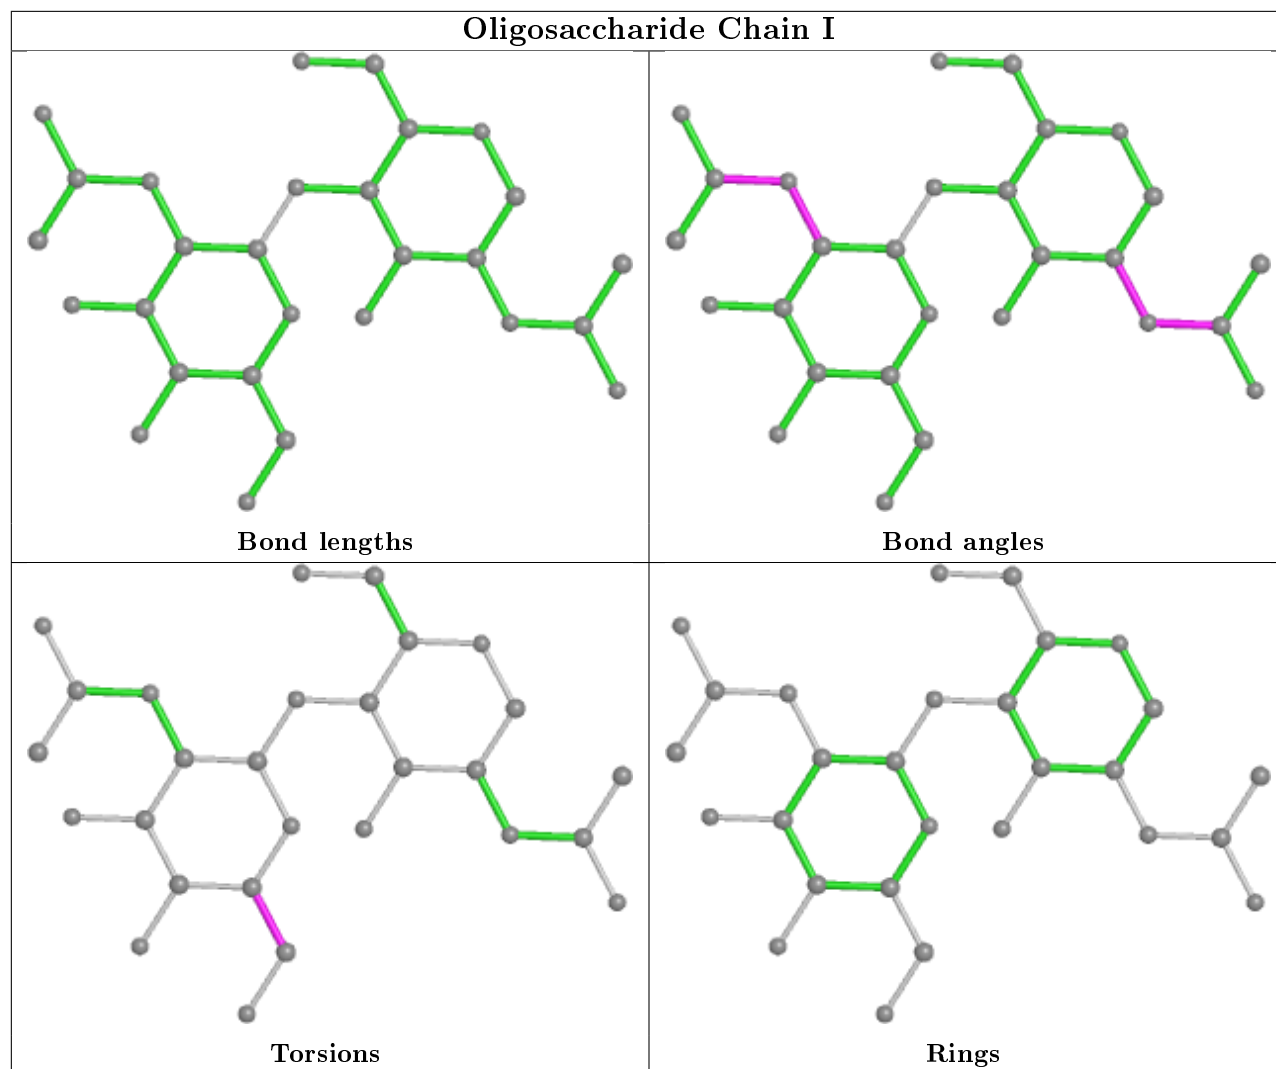 Oligosaccharide Chain I
Bond lengths
Bond angles
Torsions
Rings